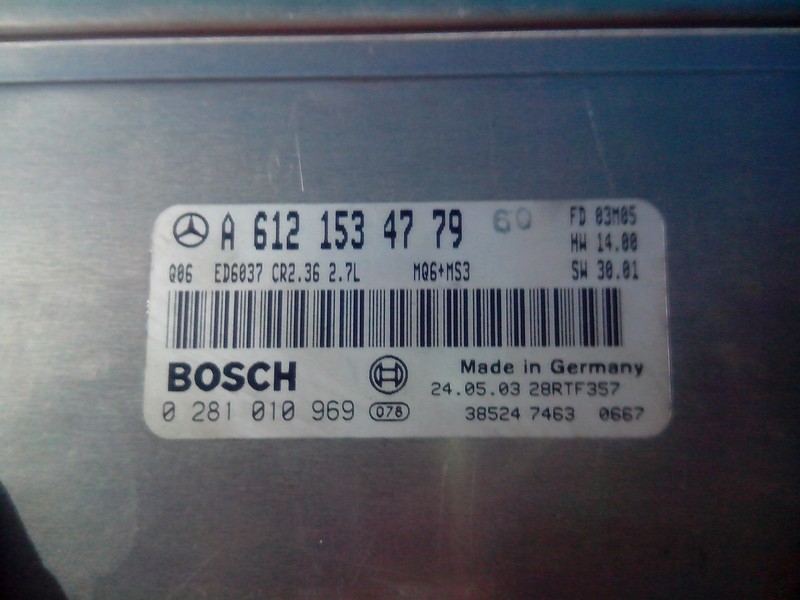 A 612 153 47 79 60 FD 03M05
HW 14.00
Q06 ED6037 CR2.36 2.7L MQ6+MS3 SW 30.01
BOSCH Made in Germany
24.05.03 28RTF357
0 281 010 969 078 38524 7463 0667